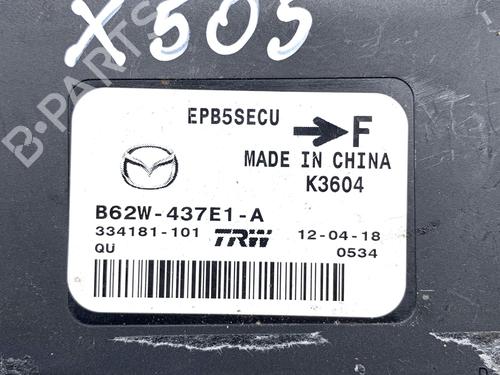 X505
B-PARTS
EPB5SECU
F
MADE IN CHINA
K3604
B62W-437E1-A
334181-101 TRW 12-04-18
QU 0534